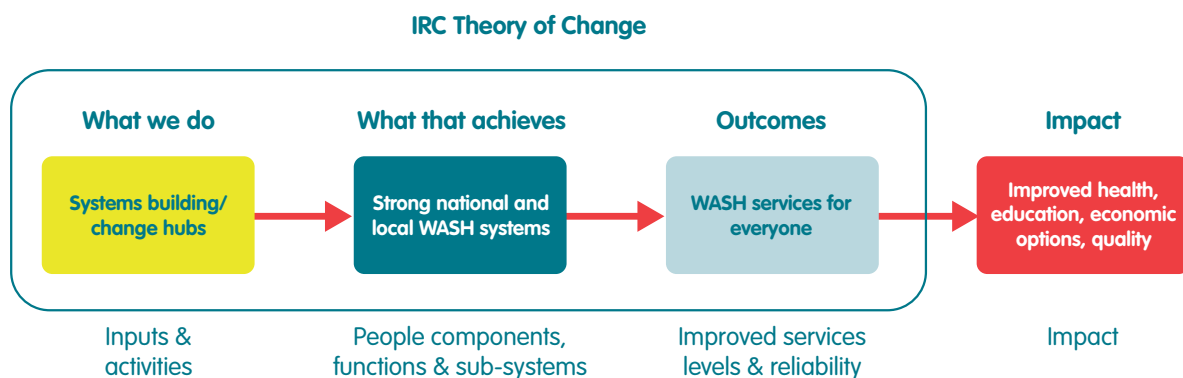 IRC Theory of Change
What we do
What that achieves
Outcomes
Impact
Systems building/
change hubs
Strong national and
local WASH systems
WASH services for
everyone
Improved health,
education, economic
options, quality
Inputs &
activities
People components,
functions & sub-systems
Improved services
levels & reliability
Impact